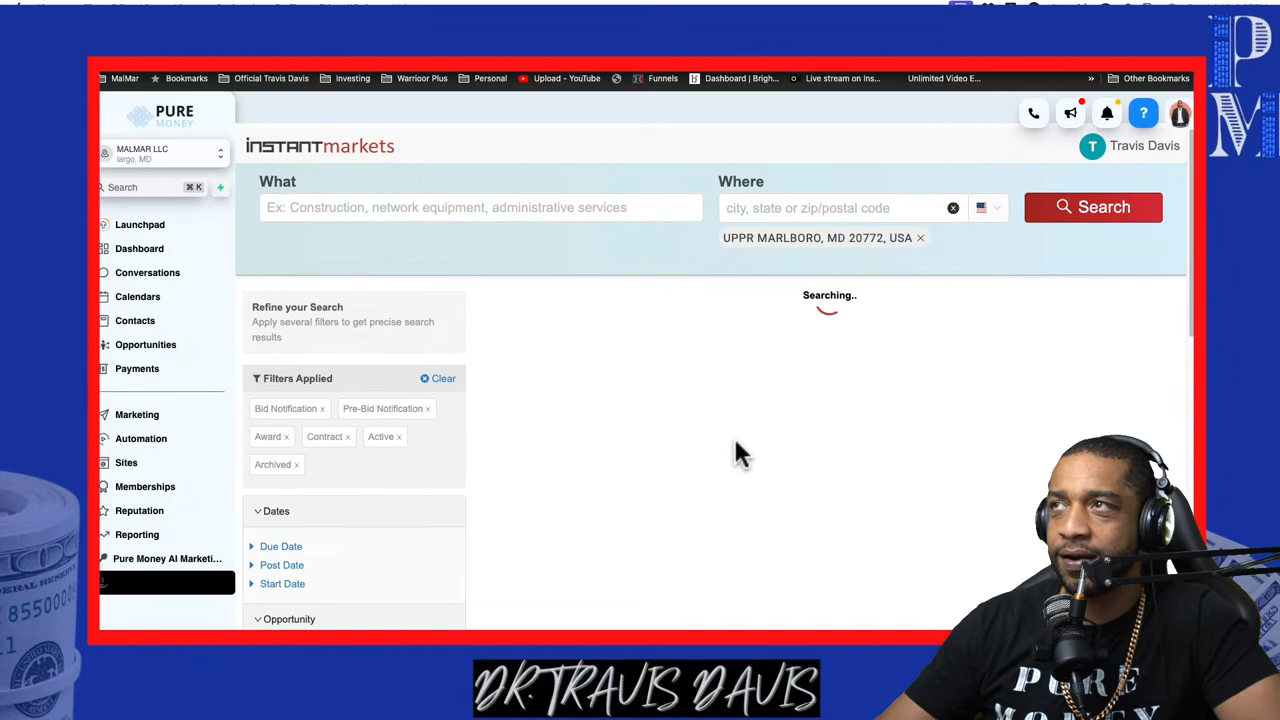 MalMar
Bookmarks
Official Travis Davis
Investing
Warrioor Plus
Personal
Upload – YouTube
Funnels
Dashboard | Brigh...
Live stream on Ins...
Unlimited Video E...
»
Other Bookmarks
PURE
MONEY
MALMAR LLC
largo, MD
Search
⌘ K
Launchpad
Dashboard
Conversations
Calendars
Contacts
Opportunities
Payments
Marketing
Automation
Sites
Memberships
Reputation
Reporting
Pure Money AI Marketi...
INSTANTmarkets
T
Travis Davis
What
Ex: Construction, network equipment, administrative services
Where
city, state or zip/postal code
Search
UPPR MARLBORO, MD 20772, USA ×
Refine your Search
Apply several filters to get precise search
results
Filters Applied
Clear
Bid Notification ×
Pre-Bid Notification ×
Award ×
Contract ×
Active ×
Archived ×
Dates
Due Date
Post Date
Start Date
Opportunity
Searching..
?
P
M
DR. TRAVIS DAVIS
PURE
MONEY